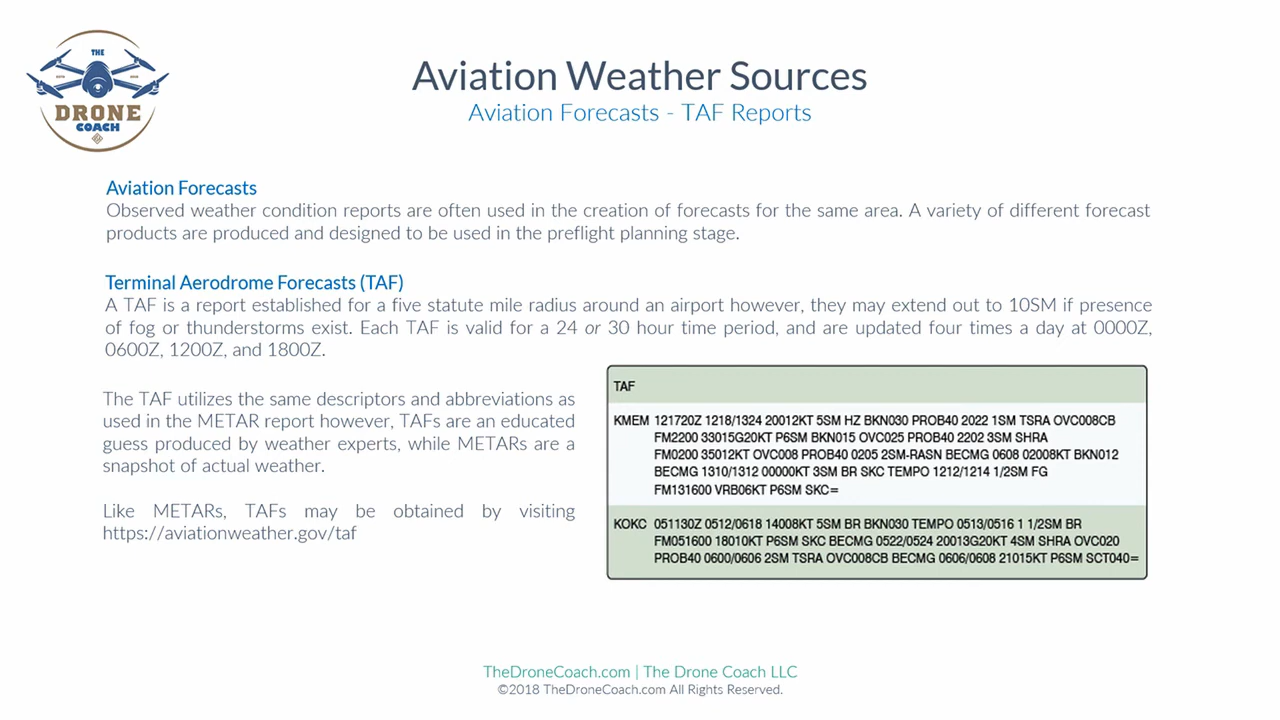 THE
DRONE
COACH
Aviation Weather Sources
Aviation Forecasts - TAF Reports
Aviation Forecasts
Observed weather condition reports are often used in the creation of forecasts for the same area. A variety of different forecast
products are produced and designed to be used in the preflight planning stage.
Terminal Aerodrome Forecasts (TAF)
A TAF is a report established for a five statute mile radius around an airport however, they may extend out to 10SM if presence
of fog or thunderstorms exist. Each TAF is valid for a 24 or 30 hour time period, and are updated four times a day at 0000Z,
0600Z, 1200Z, and 1800Z.
The TAF utilizes the same descriptors and abbreviations as
used in the METAR report however, TAFs are an educated
guess produced by weather experts, while METARs are a
snapshot of actual weather.
Like METARs, TAFs may be obtained by visiting
https://aviationweather.gov/taf
TAF
KMEM 121720Z 1218/1324 20012KT 5SM HZ BKN030 PROB40 2022 1SM TSRA OVC008CB
FM2200 33015G20KT P6SM BKN015 OVC025 PROB40 2202 3SM SHRA
FM0200 35012KT OVC008 PROB40 0205 2SM-RASN BECMG 0608 02008KT BKN012
BECMG 1310/1312 00000KT 3SM BR SKC TEMPO 1212/1214 1/2SM FG
FM131600 VRB06KT P6SM SKC=
KOKC 051130Z 0512/0618 14008KT 5SM BR BKN030 TEMPO 0513/0516 1 1/2SM BR
FM051600 18010KT P6SM SKC BECMG 0522/0524 20013G20KT 4SM SHRA OVC020
PROB40 0600/0606 2SM TSRA OVC008CB BECMG 0606/0608 21015KT P6SM SCT040=
TheDroneCoach.com | The Drone Coach LLC
©2018 TheDroneCoach.com All Rights Reserved.